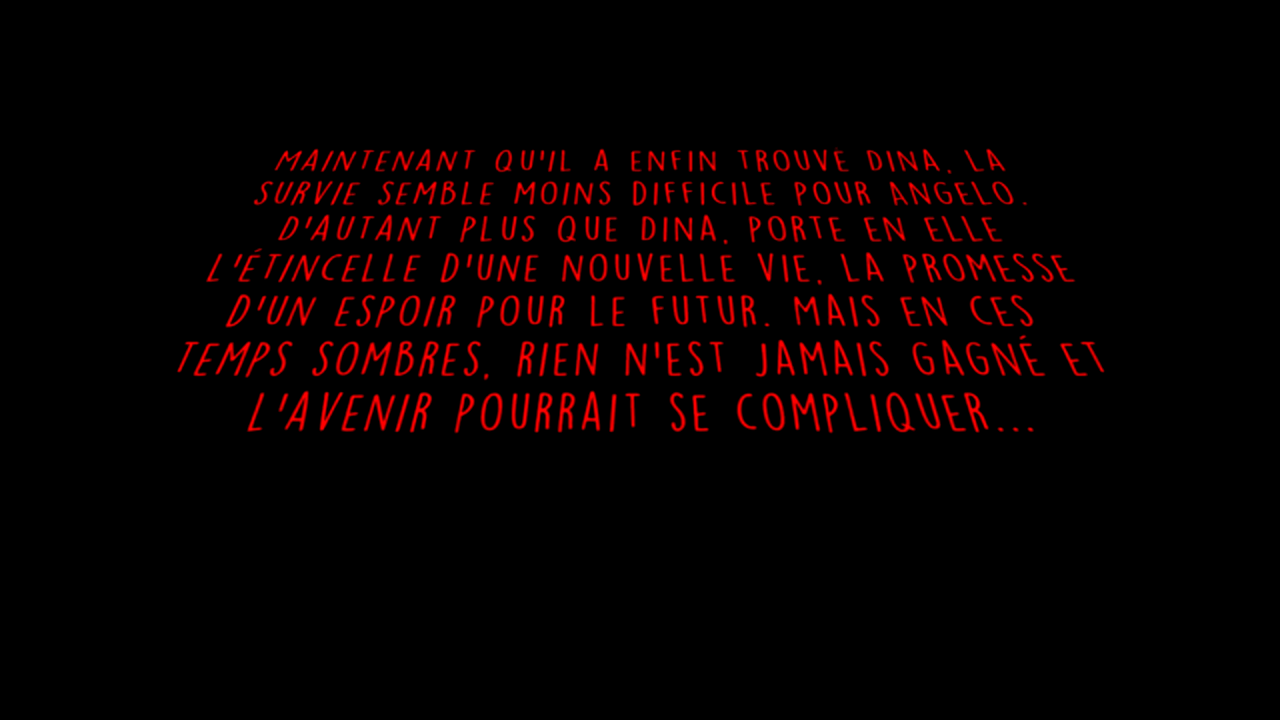 MAINTENANT QU'IL A ENFIN TROUVE DINA, LA
SURVIE SEMBLE MOINS DIFFICILE POUR ANGELO.
D'AUTANT PLUS QUE DINA, PORTE EN ELLE
L'ÉTINCELLE D'UNE NOUVELLE VIE, LA PROMESSE
D'UN ESPOIR POUR LE FUTUR. MAIS EN CES
TEMPS SOMBRES, RIEN N'EST JAMAIS GAGNÉ ET
L'AVENIR POURRAIT SE COMPLIQUER...